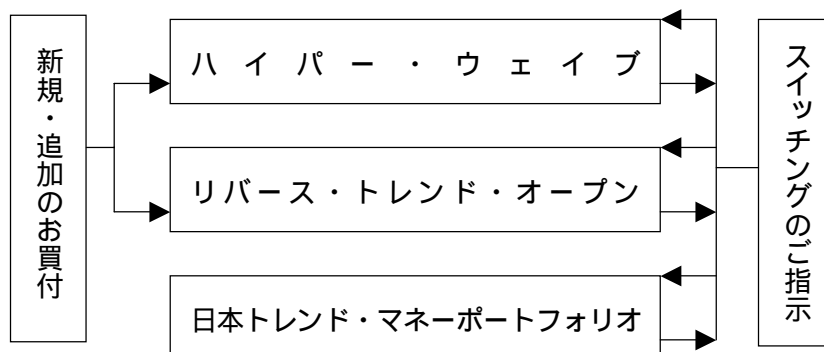 新規・追加のお買付
ハイパー・ウェイブ
リバース・トレンド・オープン
日本トレンド・マネーポートフォリオ
スイッチングのご指示